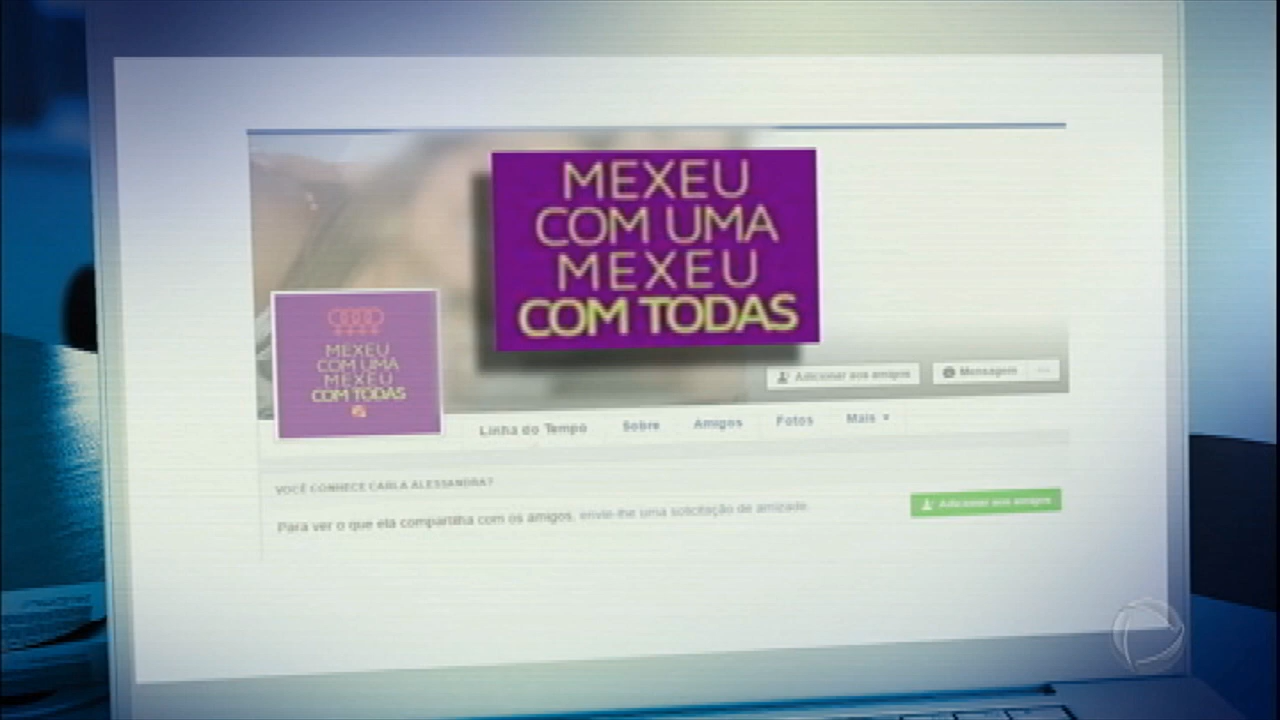 MEXEU
COM UMA
MEXEU
COM TODAS
MEXEU
COM UMA
MEXEU
COM TODAS
Adicionar aos amigos
Mensagem
Linha do Tempo Sobre Amigos Fotos Mais
VOCÊ CONHECE CARLA ALESSANDRA?
Para ver o que ela compartilha com os amigos, envie-lhe uma solicitação de amizade.
Adicionar aos amigos